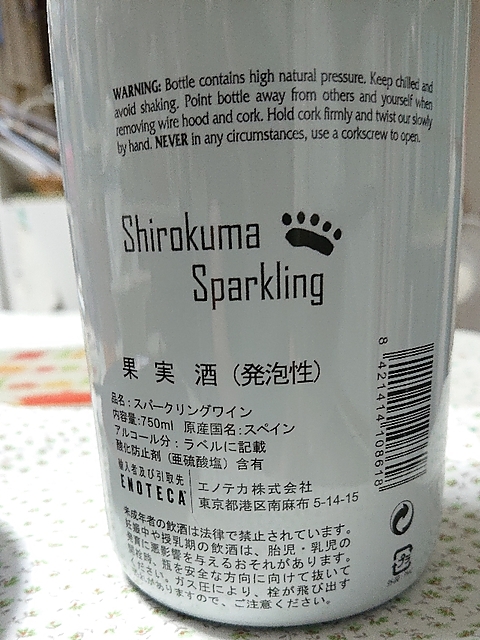 WARNING: Bottle contains high natural pressure. Keep chilled and
avoid shaking. Point bottle away from others and yourself when
removing wire hood and cork. Hold cork firmly and twist our slowly
by hand. NEVER in any circumstances, use a corkscrew to open.
Shirokuma
Sparkling
果実酒（発泡性）
品名：スパークリングワイン
内容量：750ml 原産国名：スペイン
アルコール分：ラベルに記載
酸化防止剤（亜硫酸塩）含有
輸入者及び引取先
ENOTECA
エノテカ株式会社
東京都港区南麻布 5-14-15
未成年者の飲酒は法律で禁止されています。
妊娠中や授乳期の飲酒は、胎児・乳児の
発育に悪影響を与えるおそれがあります。
開栓時、瓶を安全な方向に向けて抜いて
ください。ガス圧により、栓が飛び出す
ありますので、ご注意ください。
8 421414 108618